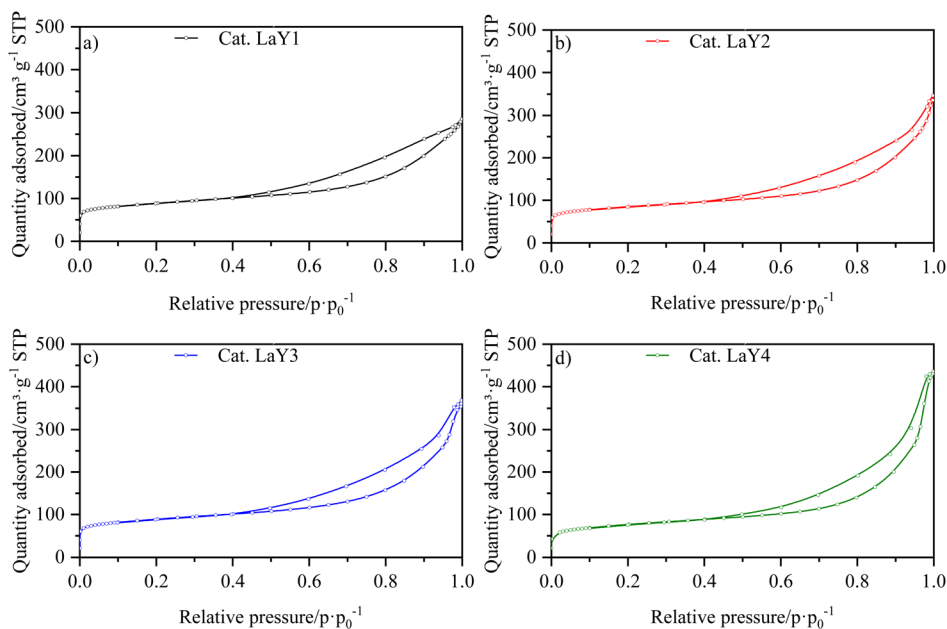 a)
Cat. LaY1
Quantity adsorbed/cm³ g⁻¹ STP
500
400
300
200
100
0
0.0 0.2 0.4 0.6 0.8 1.0
Relative pressure/p·p₀⁻¹
b)
Cat. LaY2
Quantity adsorbed/cm³·g⁻¹ STP
500
400
300
200
100
0
0.0 0.2 0.4 0.6 0.8 1.0
Relative pressure/p·p₀⁻¹
c)
Cat. LaY3
Quantity adsorbed/cm³·g⁻¹ STP
500
400
300
200
100
0
0.0 0.2 0.4 0.6 0.8 1.0
Relative pressure/p·p₀⁻¹
d)
Cat. LaY4
Quantity adsorbed/cm³·g⁻¹ STP
500
400
300
200
100
0
0.0 0.2 0.4 0.6 0.8 1.0
Relative pressure/p·p₀⁻¹